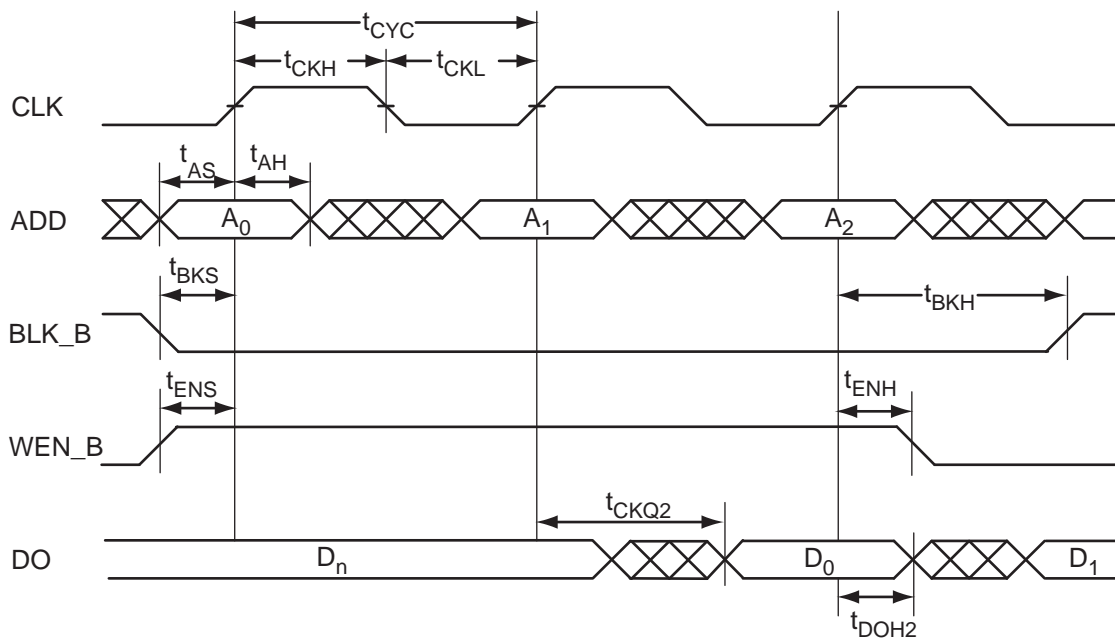 tCYC
tCKH tCKL
CLK
tAS tAH
ADD A0 A1 A2
tBKS
tBKH
BLK_B
tENS tENH
WEN_B
tCKQ2
DO Dn D0 D1
tDOH2